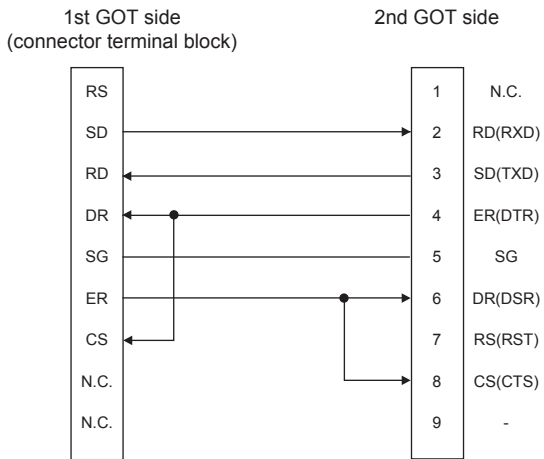 1st GOT side
(connector terminal block)
2nd GOT side
RS 1 N.C.
SD 2 RD(RXD)
RD 3 SD(TXD)
DR 4 ER(DTR)
SG 5 SG
ER 6 DR(DSR)
CS 7 RS(RST)
N.C. 8 CS(CTS)
N.C. 9 -